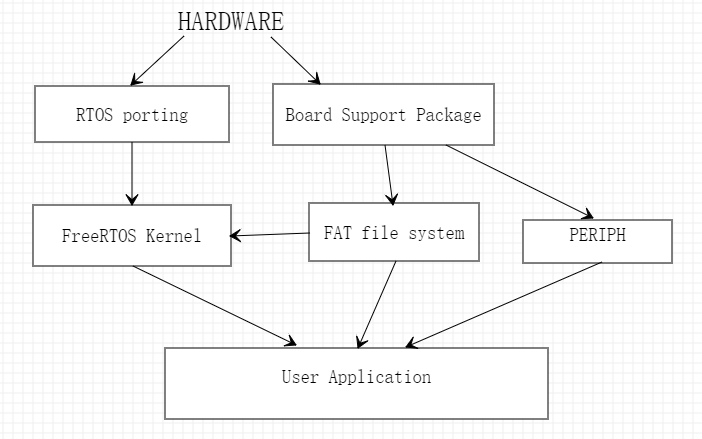 HARDWARE
RTOS porting
Board Support Package
FreeRTOS Kernel
FAT file system
PERIPH
User Application